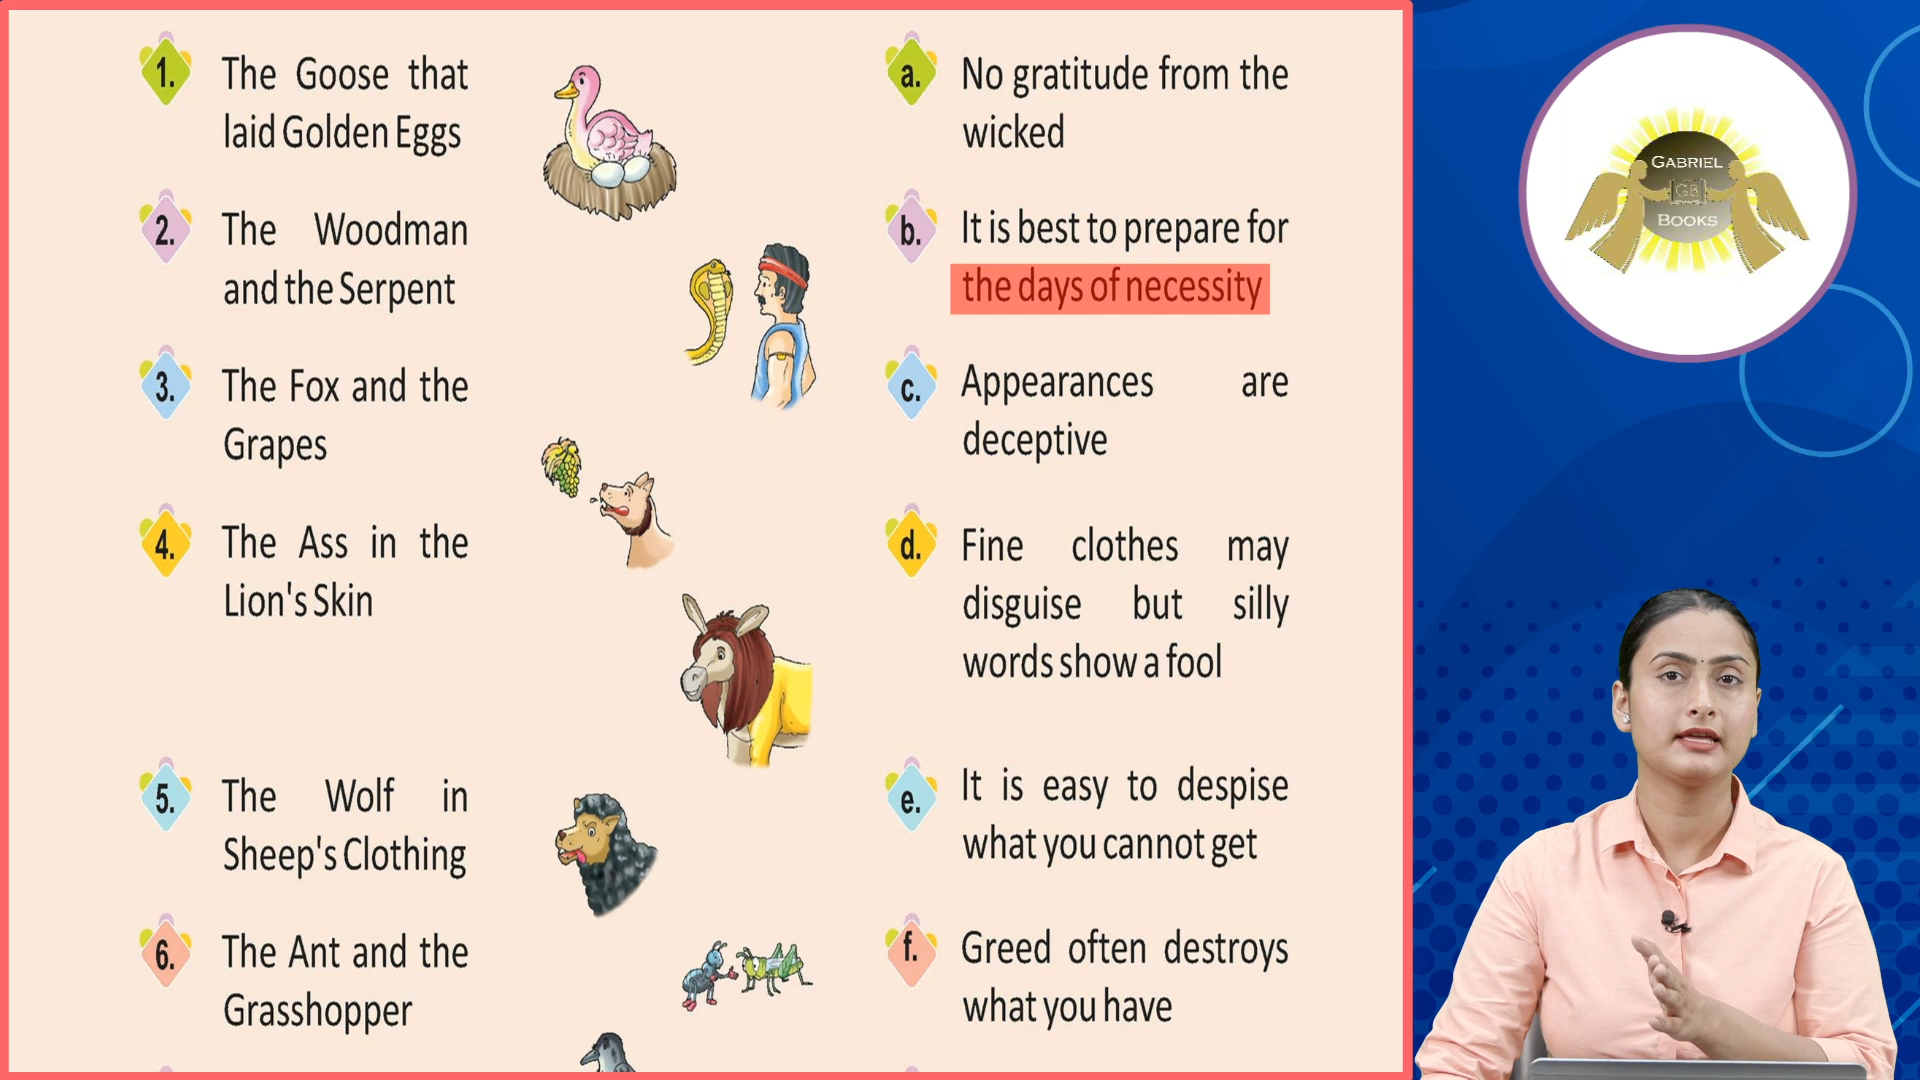 1. The Goose that
laid Golden Eggs
2. The Woodman
and the Serpent
3. The Fox and the
Grapes
4. The Ass in the
Lion's Skin
5. The Wolf in
Sheep's Clothing
6. The Ant and the
Grasshopper
a. No gratitude from the
wicked
b. It is best to prepare for
the days of necessity
c. Appearances are
deceptive
d. Fine clothes may
disguise but silly
words show a fool
e. It is easy to despise
what you cannot get
f. Greed often destroys
what you have
GABRIEL
GB
BOOKS